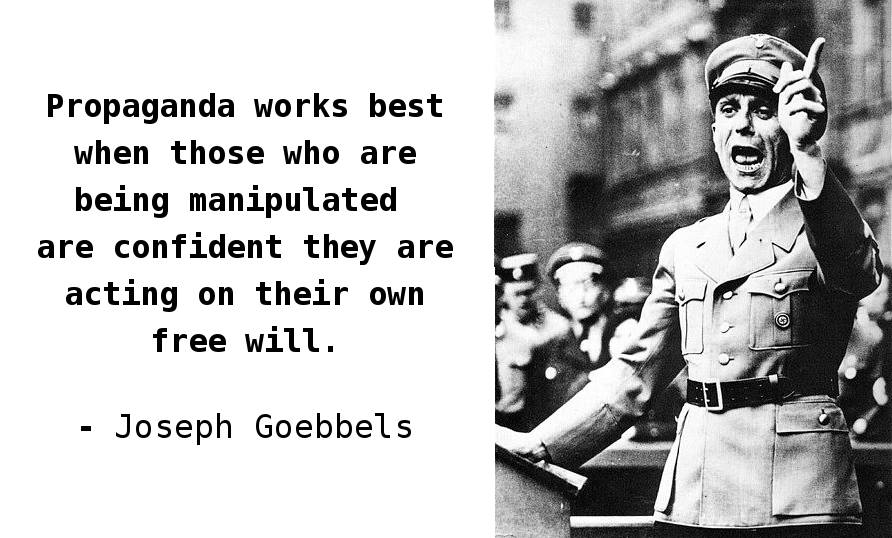 Propaganda works best
when those who are
being manipulated
are confident they are
acting on their own
free will.
- Joseph Goebbels